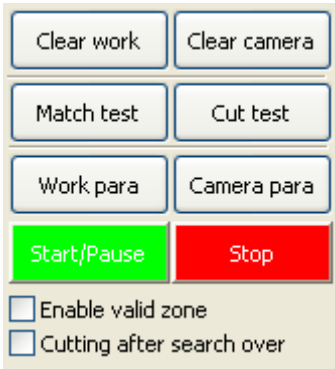 Clear work Clear camera
Match test Cut test
Work para Camera para
Start/Pause Stop
Enable valid zone
Cutting after search over